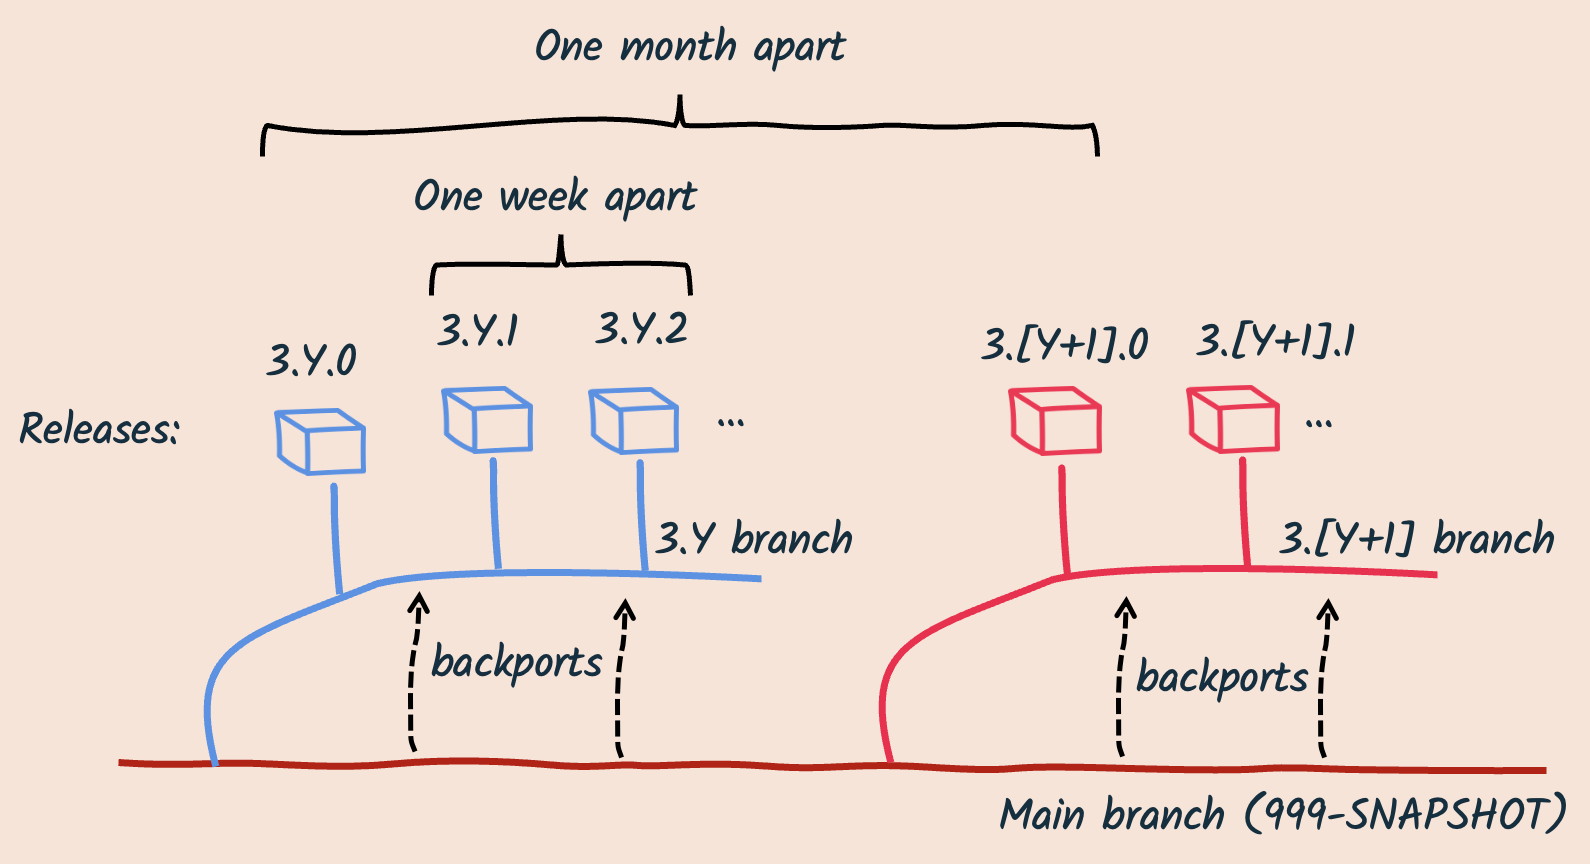 One month apart
One week apart
3.Y.0
3.Y.1
3.Y.2
3.[Y+1].0
3.[Y+1].1
Releases:
...
...
3.Y branch
3.[Y+1] branch
backports
backports
Main branch (999-SNAPSHOT)